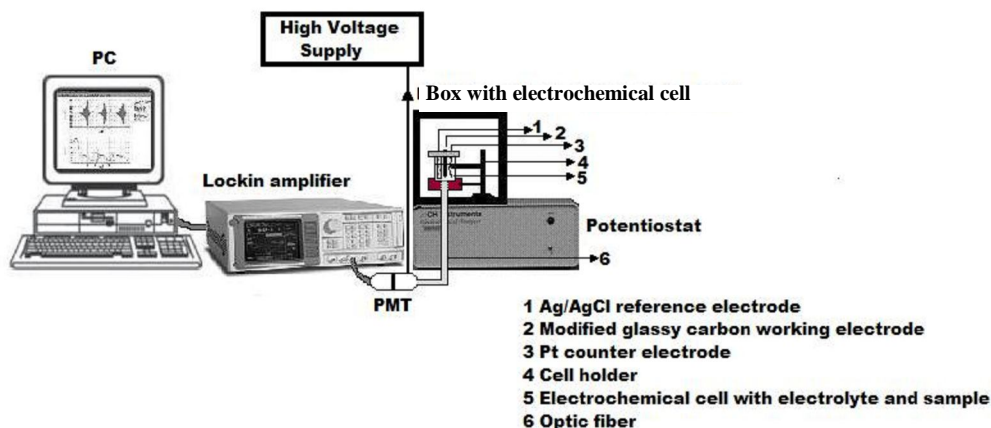 High Voltage
Supply
PC
Box with electrochemical cell
1
2
3
4
5
Lockin amplifier
CH Instruments
Potentiostat
6
PMT
1 Ag/AgCl reference electrode
2 Modified glassy carbon working electrode
3 Pt counter electrode
4 Cell holder
5 Electrochemical cell with electrolyte and sample
6 Optic fiber